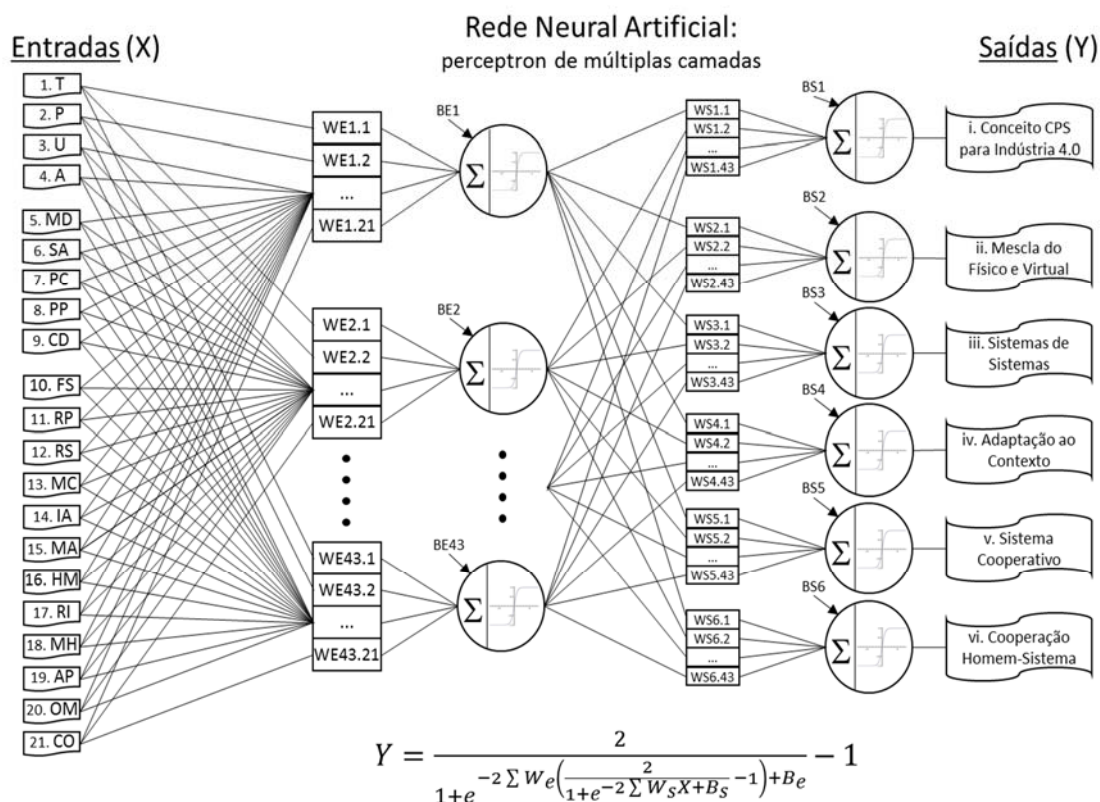 Rede Neural Artificial:
perceptron de múltiplas camadas
Entradas (X)
Saídas (Y)
1. T
2. P
3. U
4. A
5. MD
6. SA
7. PC
8. PP
9. CD
10. FS
11. RP
12. RS
13. MC
14. IA
15. MA
16. HM
17. RI
18. MH
19. AP
20. OM
21. CO
WE1.1
WE1.2
...
WE1.21
WE2.1
WE2.2
...
WE2.21
WE43.1
WE43.2
...
WE43.21
BE1
Σ
BE2
Σ
BE43
Σ
WS1.1
WS1.2
...
WS1.43
WS2.1
WS2.2
...
WS2.43
WS3.1
WS3.2
...
WS3.43
WS4.1
WS4.2
...
WS4.43
WS5.1
WS5.2
...
WS5.43
WS6.1
WS6.2
...
WS6.43
BS1
Σ
BS2
Σ
BS3
Σ
BS4
Σ
BS5
Σ
BS6
Σ
i. Conceito CPS
para Indústria 4.0
ii. Mescla do
Físico e Virtual
iii. Sistemas de
Sistemas
iv. Adaptação ao
Contexto
v. Sistema
Cooperativo
vi. Cooperação
Homem-Sistema
Y = 2 / (1+e^(-2 ∑ W_e(2 / (1+e^(-2 ∑ W_s X+B_s)) -1)+B_e)) − 1